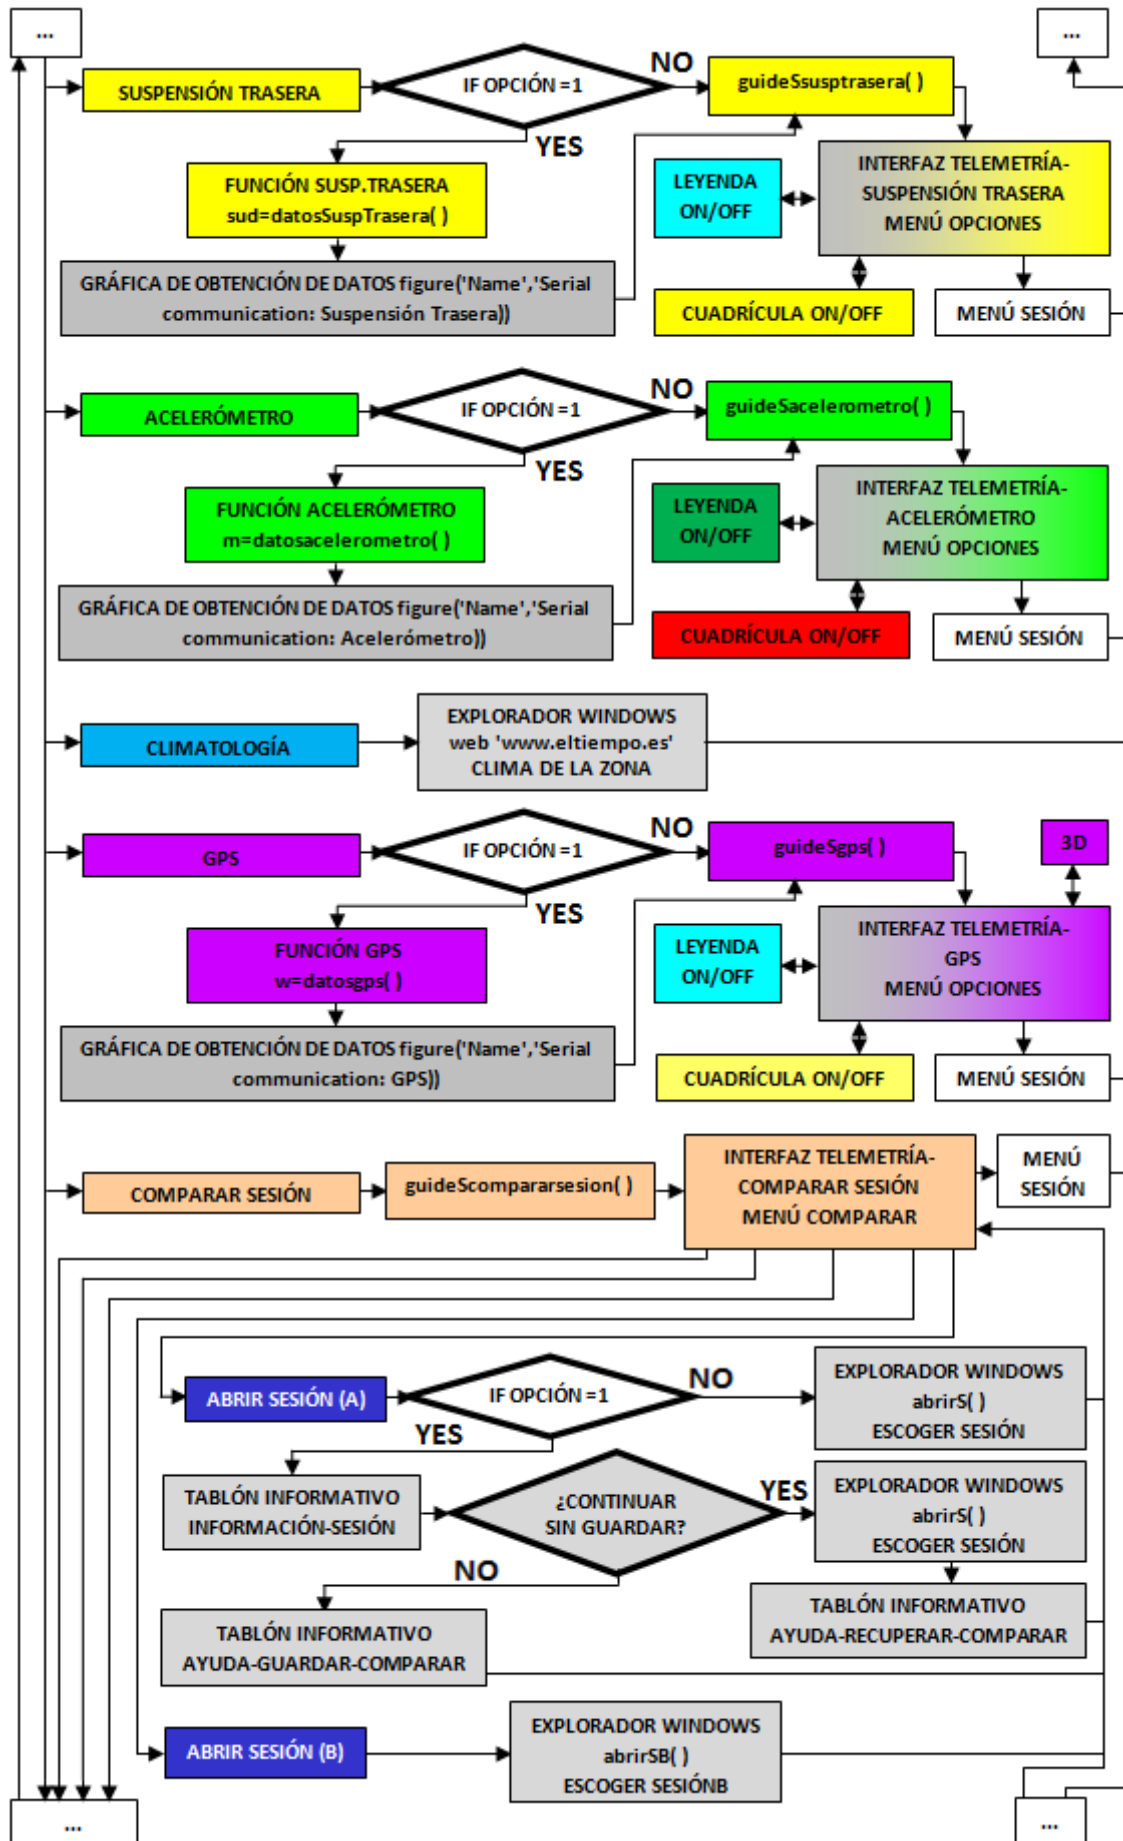 ...
...
SUSPENSIÓN TRASERA
IF OPCIÓN =1
NO
guideSsusptrasera( )
YES
FUNCIÓN SUSP.TRASERA
sud=datosSuspTrasera( )
LEYENDA
ON/OFF
INTERFAZ TELEMETRÍA-
SUSPENSIÓN TRASERA
MENÚ OPCIONES
GRÁFICA DE OBTENCIÓN DE DATOS figure('Name','Serial
communication: Suspensión Trasera))
CUADRÍCULA ON/OFF
MENÚ SESIÓN
ACELERÓMETRO
IF OPCIÓN =1
NO
guideSacelerometro( )
YES
FUNCIÓN ACELERÓMETRO
m=datosacelerometro( )
LEYENDA
ON/OFF
INTERFAZ TELEMETRÍA-
ACELERÓMETRO
MENÚ OPCIONES
GRÁFICA DE OBTENCIÓN DE DATOS figure('Name','Serial
communication: Acelerómetro))
CUADRÍCULA ON/OFF
MENÚ SESIÓN
CLIMATOLOGÍA
EXPLORADOR WINDOWS
web 'www.eltiempo.es'
CLIMA DE LA ZONA
GPS
IF OPCIÓN =1
NO
guideSgps( )
3D
YES
FUNCIÓN GPS
w=datosgps( )
LEYENDA
ON/OFF
INTERFAZ TELEMETRÍA-
GPS
MENÚ OPCIONES
GRÁFICA DE OBTENCIÓN DE DATOS figure('Name','Serial
communication: GPS))
CUADRÍCULA ON/OFF
MENÚ SESIÓN
COMPARAR SESIÓN
guideScompararsesion( )
INTERFAZ TELEMETRÍA-
COMPARAR SESIÓN
MENÚ COMPARAR
MENÚ
SESIÓN
ABRIR SESIÓN (A)
IF OPCIÓN =1
NO
EXPLORADOR WINDOWS
abrirS( )
ESCOGER SESIÓN
YES
TABLÓN INFORMATIVO
INFORMACIÓN-SESIÓN
¿CONTINUAR
SIN GUARDAR?
YES
EXPLORADOR WINDOWS
abrirS( )
ESCOGER SESIÓN
NO
TABLÓN INFORMATIVO
AYUDA-RECUPERAR-COMPARAR
TABLÓN INFORMATIVO
AYUDA-GUARDAR-COMPARAR
ABRIR SESIÓN (B)
EXPLORADOR WINDOWS
abrirSB( )
ESCOGER SESIÓNB
...
...